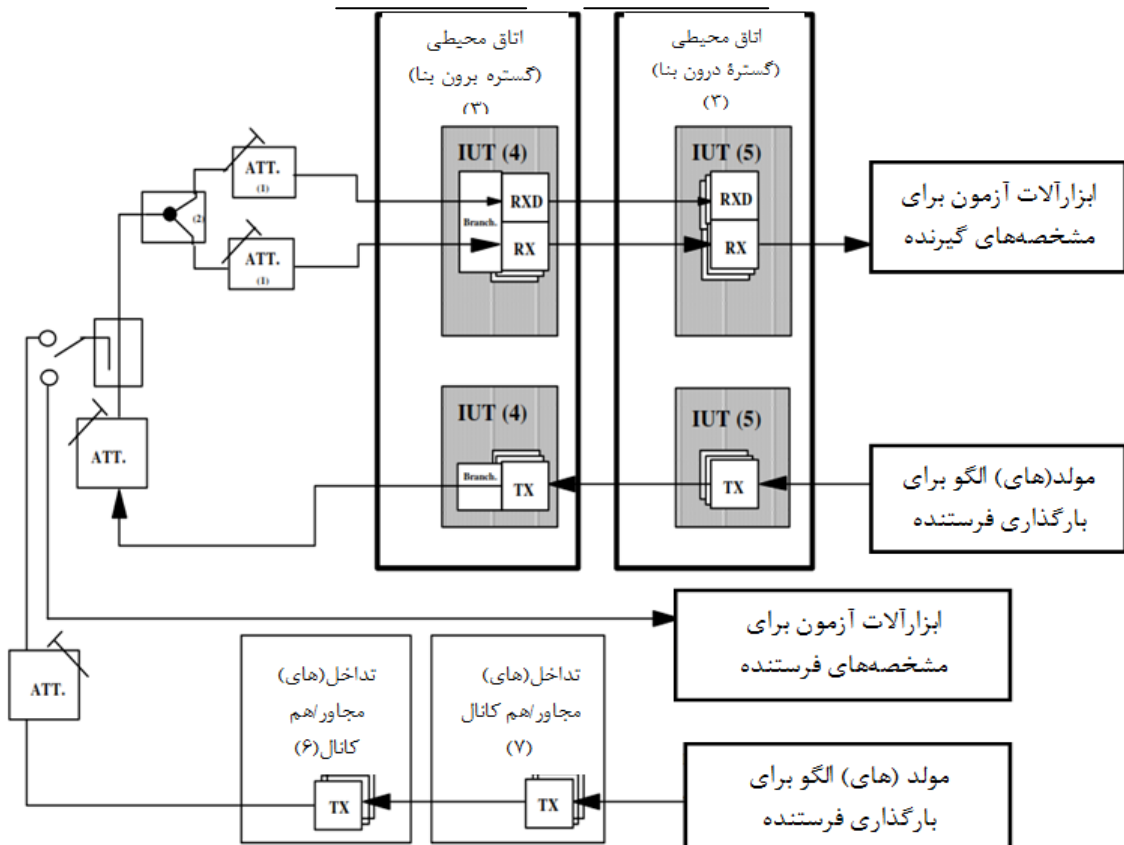 اتاق محیطی
(گستره برون بنا)
(۳)
اتاق محیطی
(گسترهٔ درون بنا)
(۳)
IUT (4)
RXD
Branch.
RX
IUT (5)
RXD
RX
ابزارآلات آزمون برای
مشخصه‌های گیرنده
ATT.
(1)
(2)
ATT.
(1)
ATT.
IUT (4)
Branch.
TX
IUT (5)
TX
مولد(های) الگو برای
بارگذاری فرستنده
ابزارآلات آزمون برای
مشخصه‌های فرستنده
ATT.
تداخل(های)
مجاور/هم
کانال(۶)
TX
تداخل(های)
مجاور/هم کانال
(۷)
TX
مولد (های) الگو برای
بارگذاری فرستنده